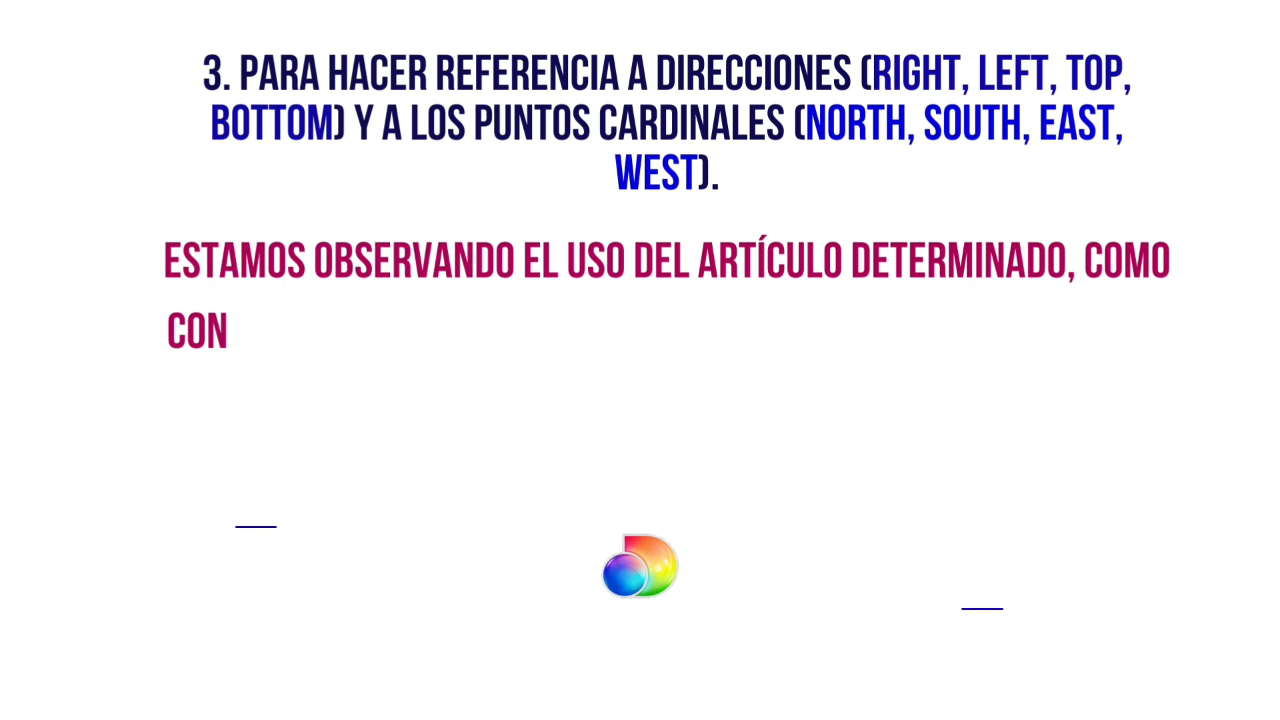 3. PARA HACER REFERENCIA A DIRECCIONES (RIGHT, LEFT, TOP,
BOTTOM) Y A LOS PUNTOS CARDINALES (NORTH, SOUTH, EAST,
WEST).
ESTAMOS OBSERVANDO EL USO DEL ARTÍCULO DETERMINADO, COMO
CON